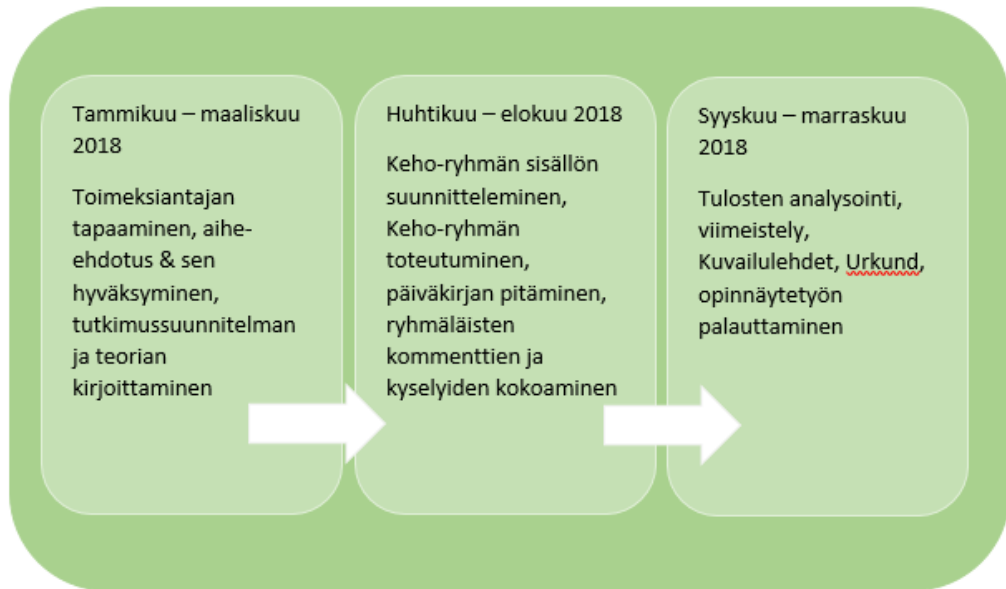 Tammikuu – maaliskuu
2018
Toimeksiantajan
tapaaminen, aihe-
ehdotus & sen
hyväksyminen,
tutkimussuunnitelman
ja teorian
kirjoittaminen
Huhtikuu – elokuu 2018
Keho-ryhmän sisällön
suunnitteleminen,
Keho-ryhmän
toteutuminen,
päiväkirjan pitäminen,
ryhmäläisten
kommenttien ja
kyselyiden kokoaminen
Syyskuu – marraskuu
2018
Tulosten analysointi,
viimeistely,
Kuvailulehdet, Urkund,
opinnäytetyön
palauttaminen